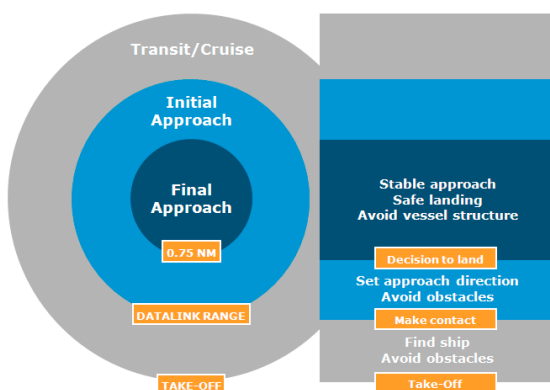 Transit/Cruise
Initial
Approach
Final
Approach
0.75 NM
DATALINK RANGE
TAKE-OFF
Stable approach
Safe landing
Avoid vessel structure
Decision to land
Set approach direction
Avoid obstacles
Make contact
Find ship
Avoid obstacles
Take-Off